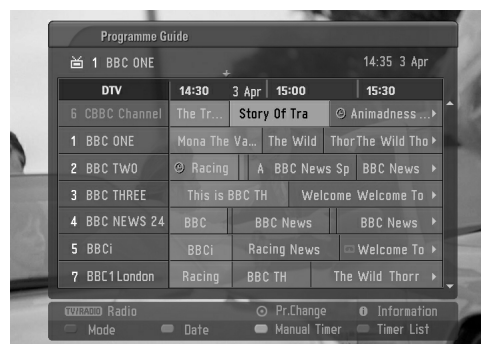 Programme Guide
1 BBC ONE 14:35 3 Apr
DTV 14:30 3 Apr 15:00 15:30
6 CBBC Channel The Tr... Story Of Tra Animadness ...
1 BBC ONE Mona The Va... The Wild Thor The Wild Tho
2 BBC TWO Racing A BBC News Sp BBC News
3 BBC THREE This is BBC TH Welcome Welcome To
4 BBC NEWS 24 BBC BBC News BBC News
5 BBCi BBCi Racing News Welcome To
7 BBC1 London Racing BBC TH The Wild Thorr
TV/RADIO Radio Pr.Change Information
Mode Date Manual Timer Timer List